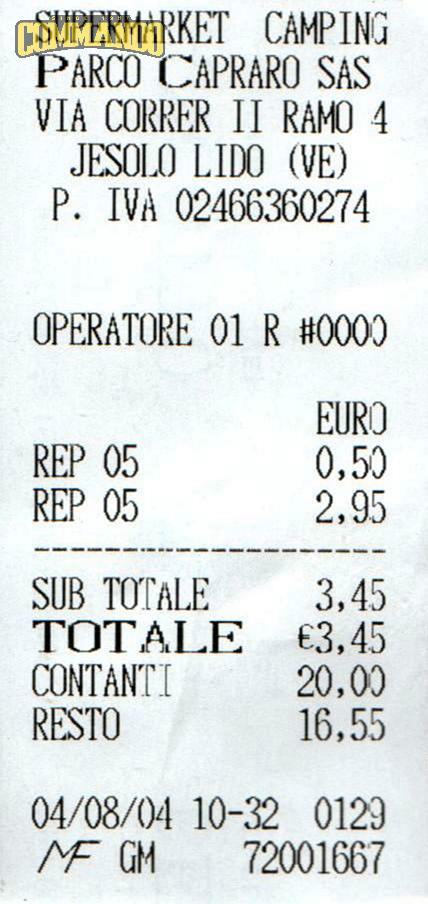 COMMANDO
SUPERMARKET CAMPING
PARCO CAPRARO SAS
VIA CORRER II RAMO 4
JESOLO LIDO (VE)
P. IVA 02466360274
OPERATORE 01 R #0000
EURO
REP 05 0,50
REP 05 2,95
--------------------
SUB TOTALE 3,45
TOTALE €3,45
CONTANTI 20,00
RESTO 16,55
04/08/04 10-32 0129
MF GM 72001667